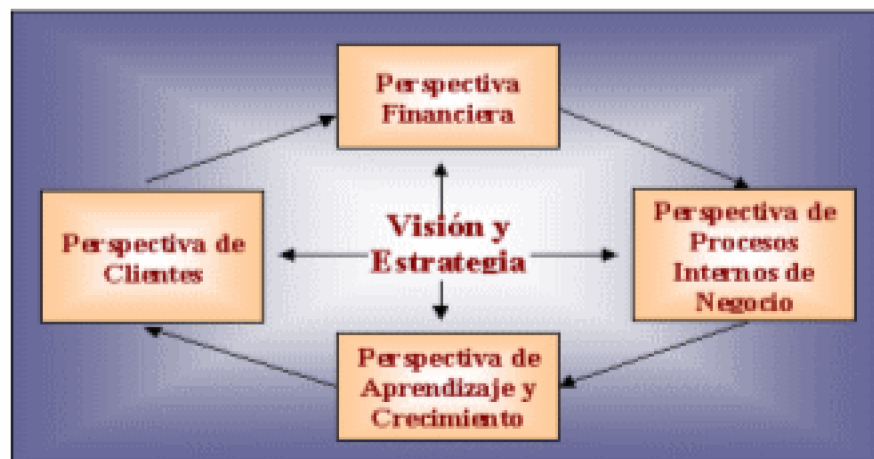 Perspectiva
Financiera
Perspectiva de
Clientes
Visión y
Estrategia
Perspectiva de
Procesos
Internos de
Negocio
Perspectiva de
Aprendizaje y
Crecimiento